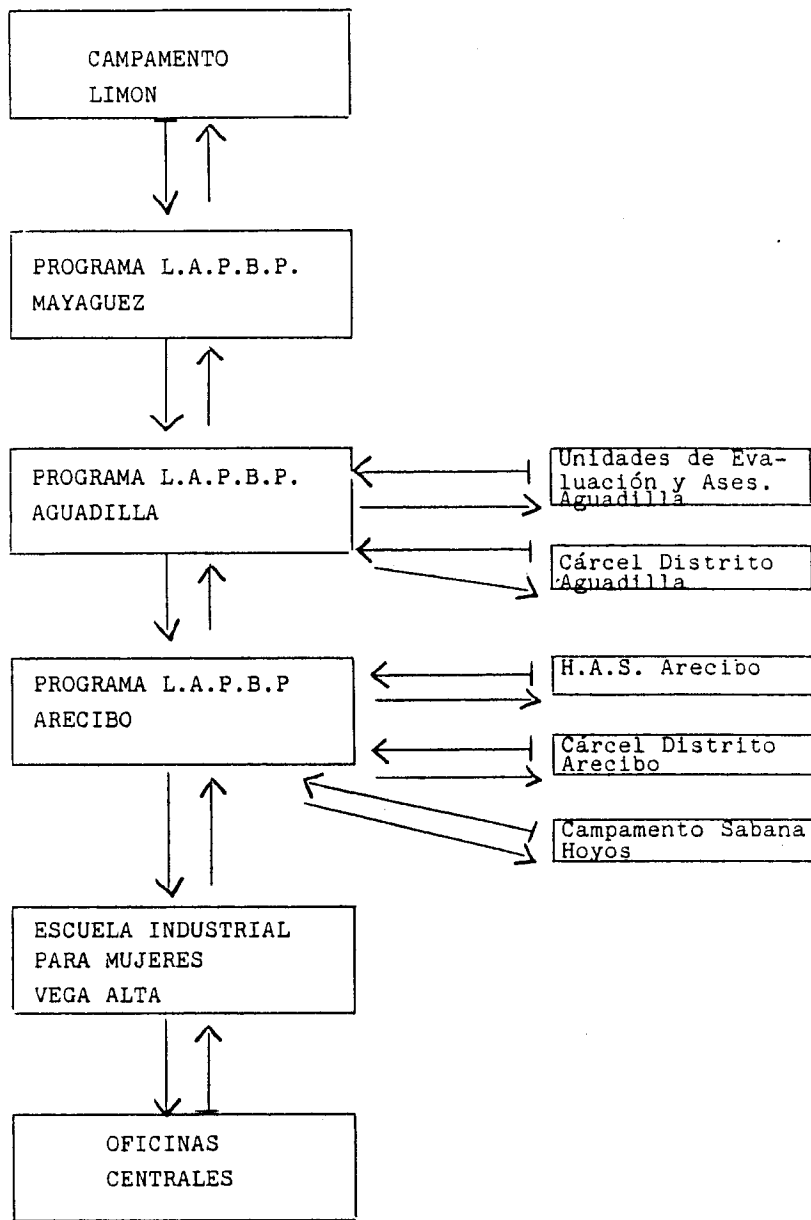 CAMPAMENTO
LIMON
PROGRAMA L.A.P.B.P.
MAYAGUEZ
PROGRAMA L.A.P.B.P.
AGUADILLA
Unidades de Eva-
luación y Ases.
Aguadilla
Cárcel Distrito
Aguadilla
PROGRAMA L.A.P.B.P
ARECIBO
H.A.S. Arecibo
Cárcel Distrito
Arecibo
Campamento Sabana
Hoyos
ESCUELA INDUSTRIAL
PARA MUJERES
VEGA ALTA
OFICINAS
CENTRALES